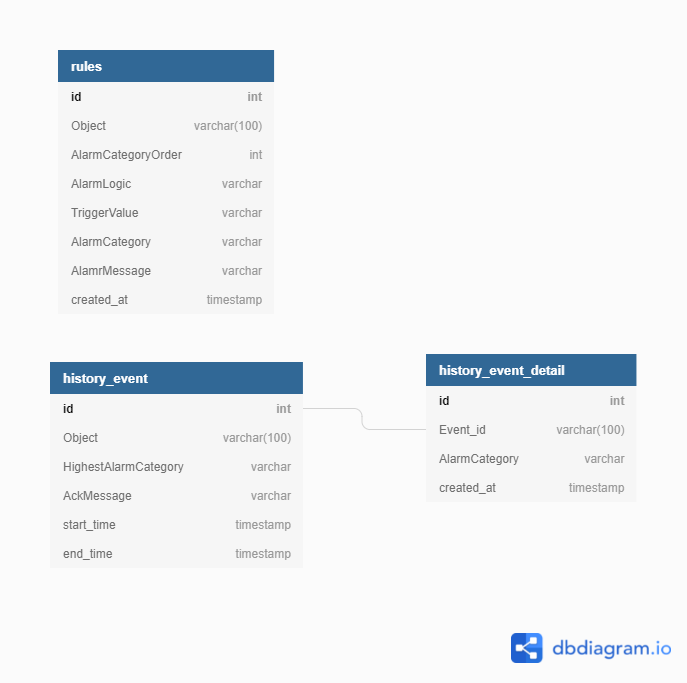 rules
id int
Object varchar(100)
AlarmCategoryOrder int
AlarmLogic varchar
TriggerValue varchar
AlarmCategory varchar
AlamrMessage varchar
created_at timestamp
history_event
id int
Object varchar(100)
HighestAlarmCategory varchar
AckMessage varchar
start_time timestamp
end_time timestamp
history_event_detail
id int
Event_id varchar(100)
AlarmCategory varchar
created_at timestamp
dbdiagram.io